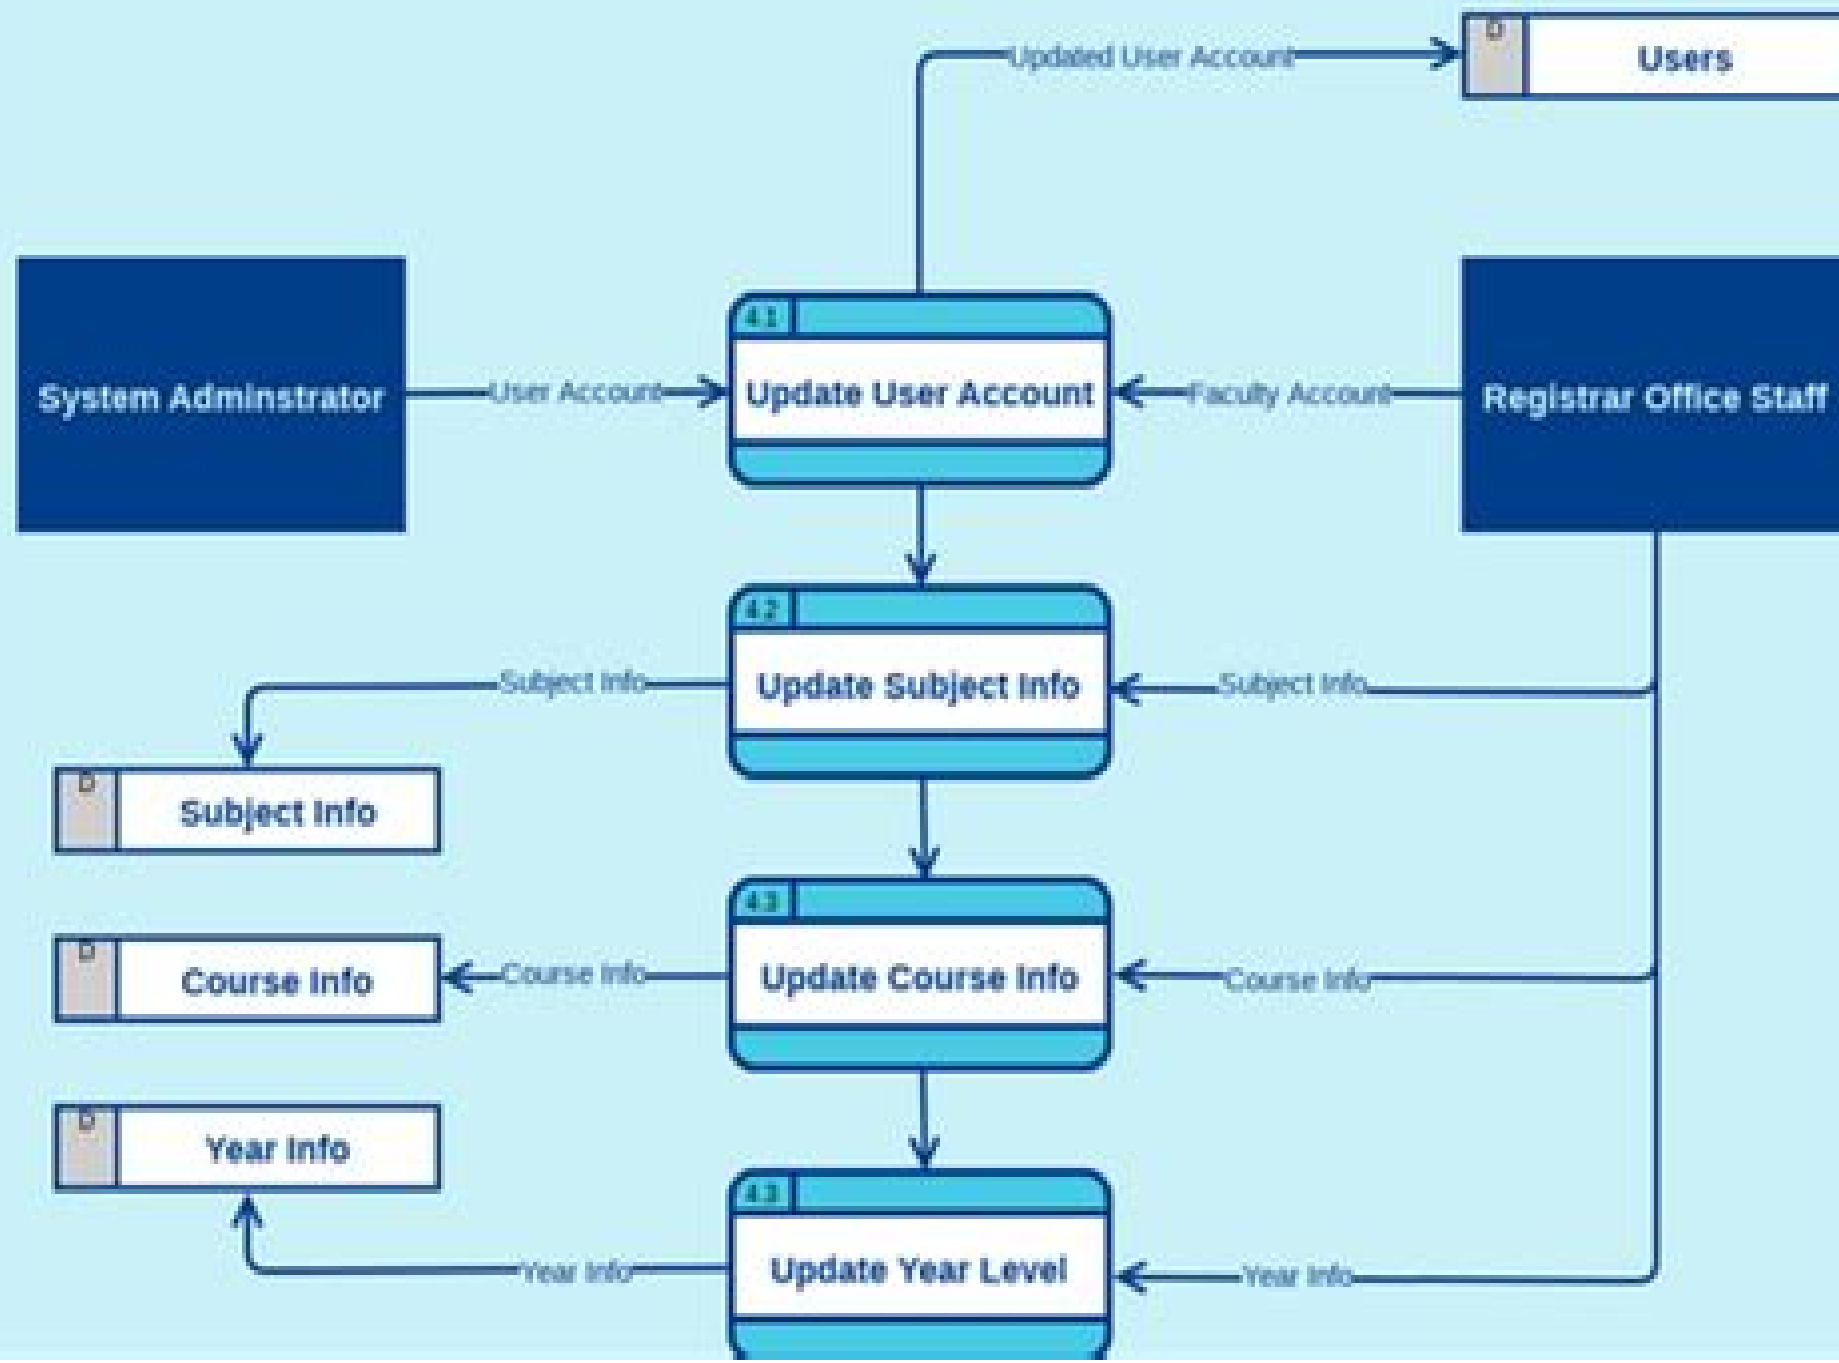 Updated User Account
D
Users
System Adminstrator
User Account
4.1
Update User Account
Faculty Account
Registrar Office Staff
4.2
Subject Info
Update Subject Info
Subject Info
D
Subject Info
4.3
D
Course Info
Course Info
Update Course Info
Course Info
D
Year Info
4.3
Year Info
Update Year Level
Year Info